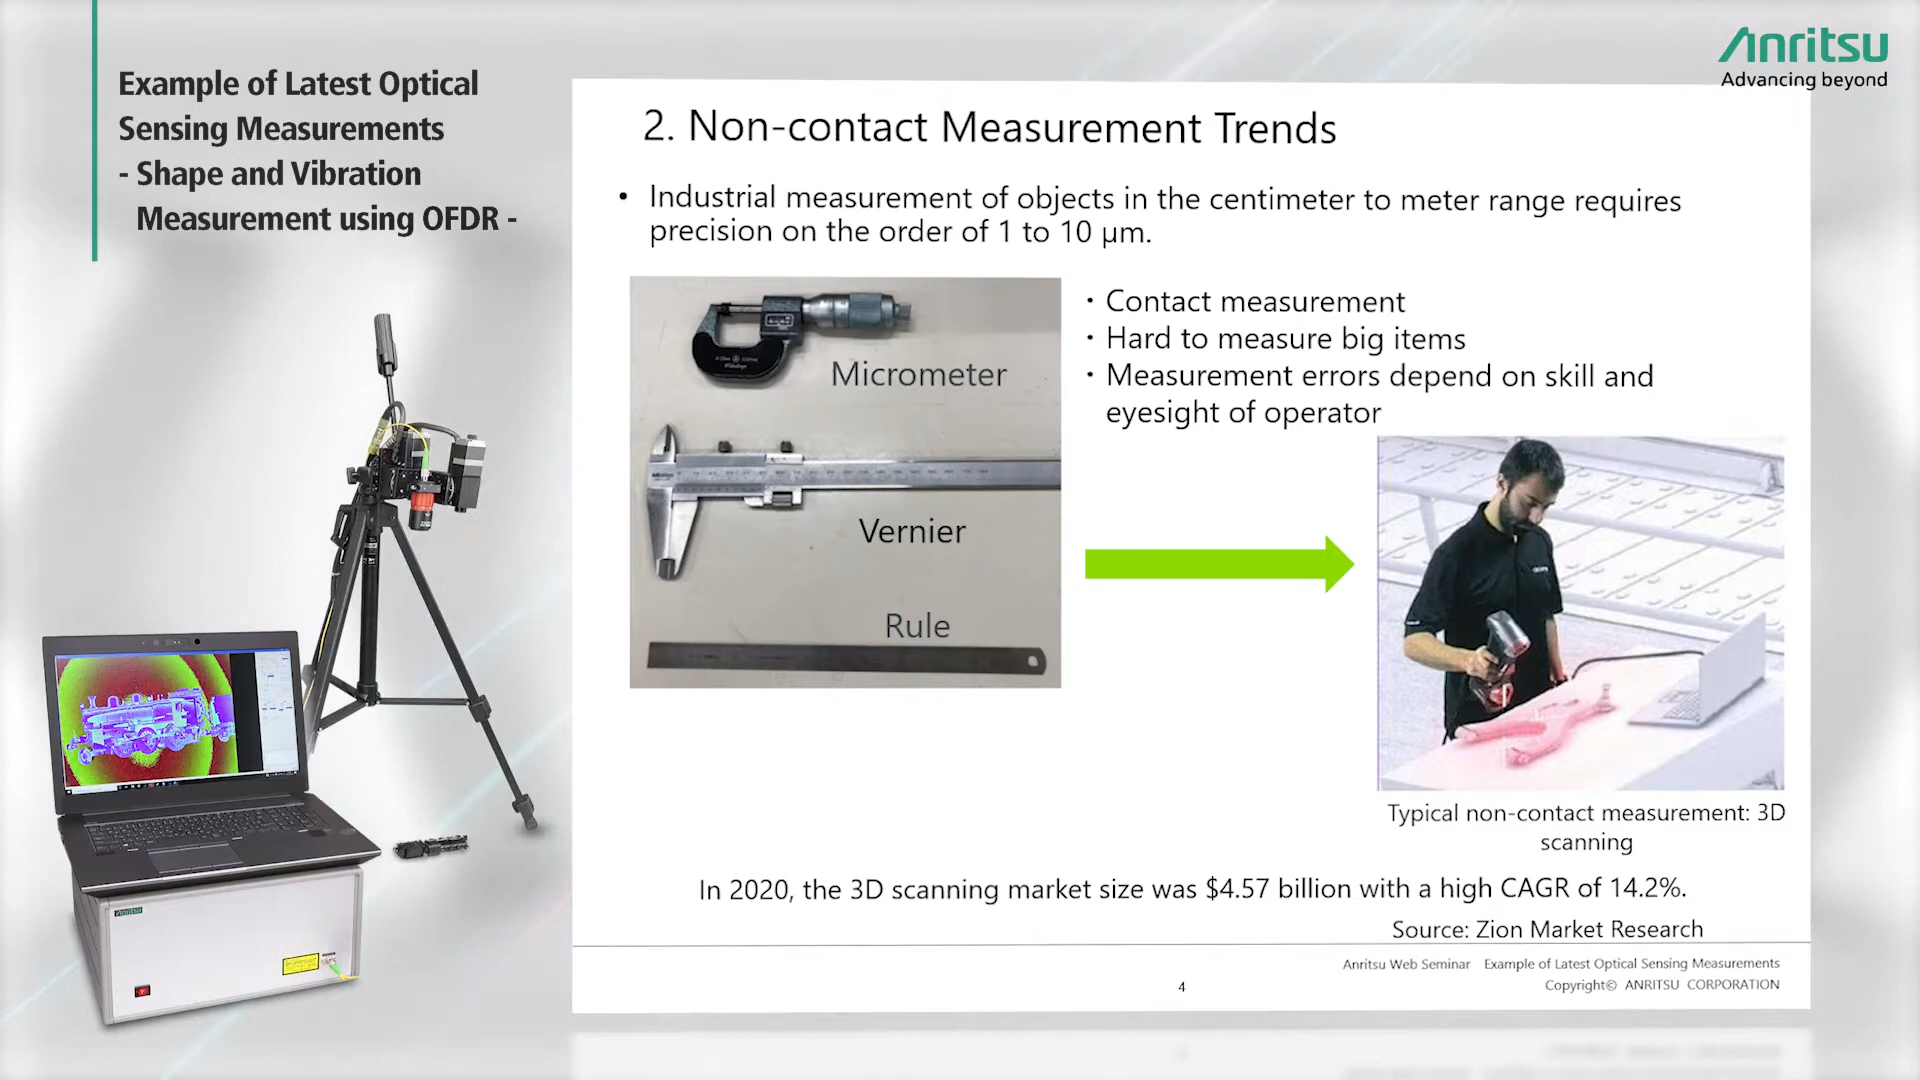 Example of Latest Optical
Sensing Measurements
- Shape and Vibration
Measurement using OFDR -
Anritsu
Advancing beyond
2. Non-contact Measurement Trends
• Industrial measurement of objects in the centimeter to meter range requires
precision on the order of 1 to 10 μm.
Micrometer
Vernier
Rule
・Contact measurement
・Hard to measure big items
・Measurement errors depend on skill and
eyesight of operator
Typical non-contact measurement: 3D
scanning
In 2020, the 3D scanning market size was $4.57 billion with a high CAGR of 14.2%.
Source: Zion Market Research
Anritsu Web Seminar Example of Latest Optical Sensing Measurements
Copyright© ANRITSU CORPORATION
4
Anritsu